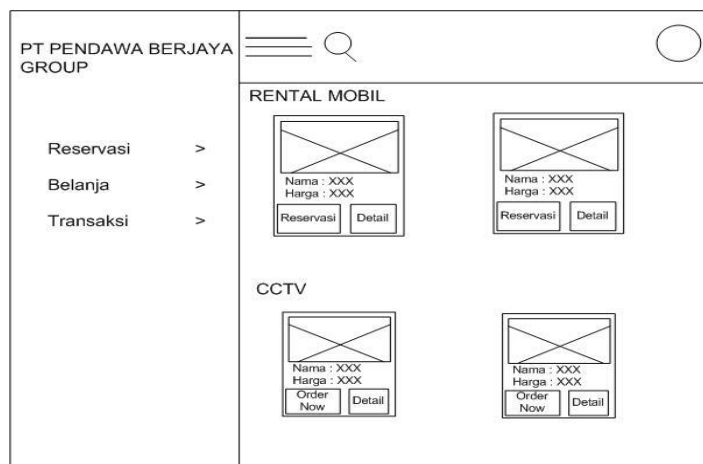 PT PENDAWA BERJAYA
GROUP
Reservasi >
Belanja >
Transaksi >
RENTAL MOBIL
Nama : XXX
Harga : XXX
Reservasi Detail
Nama : XXX
Harga : XXX
Reservasi Detail
CCTV
Nama : XXX
Harga : XXX
Order
Now
Detail
Nama : XXX
Harga : XXX
Order
Now
Detail